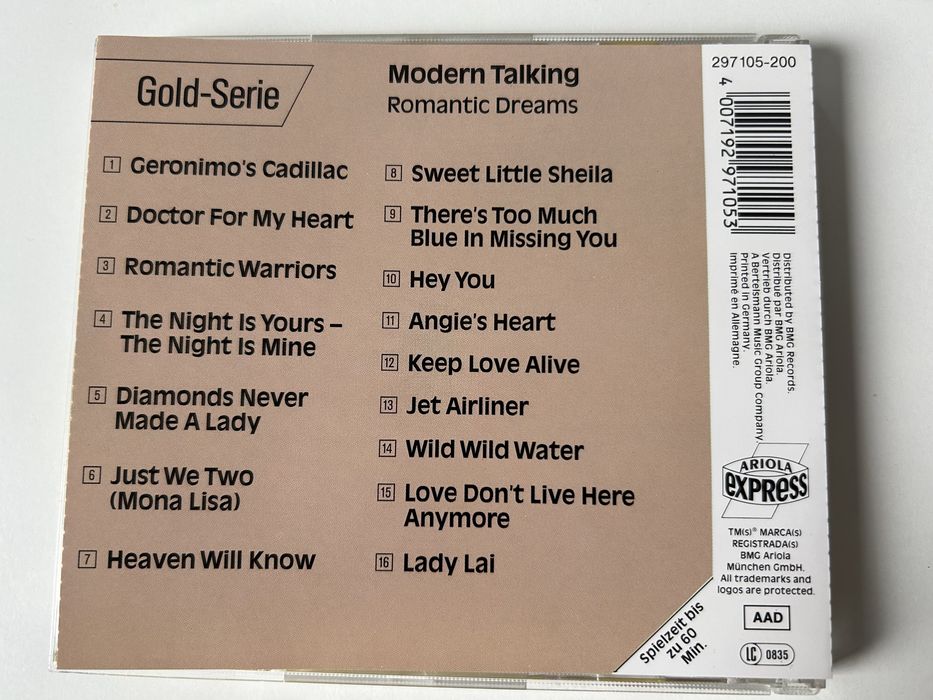 Gold-Serie
Modern Talking
Romantic Dreams
1 Geronimo's Cadillac
2 Doctor For My Heart
3 Romantic Warriors
4 The Night Is Yours –
The Night Is Mine
5 Diamonds Never
Made A Lady
6 Just We Two
(Mona Lisa)
7 Heaven Will Know
8 Sweet Little Sheila
9 There's Too Much
Blue In Missing You
10 Hey You
11 Angie's Heart
12 Keep Love Alive
13 Jet Airliner
14 Wild Wild Water
15 Love Don't Live Here
Anymore
16 Lady Lai
Spielzeit bis
zu 60
Min.
297 105-200
4 007192 971053
Distributed by BMG Records.
Distribué par BMG Ariola.
Vertrieb durch BMG Ariola.
A Bertelsmann Music Group Company.
Printed in Germany.
Imprimé en Allemagne.
ARIOLA
EXPRESS
TM(s)® MARCA(s)
REGISTRADA(s)
BMG Ariola
München GmbH.
All trademarks and
logos are protected.
AAD
LC 0835